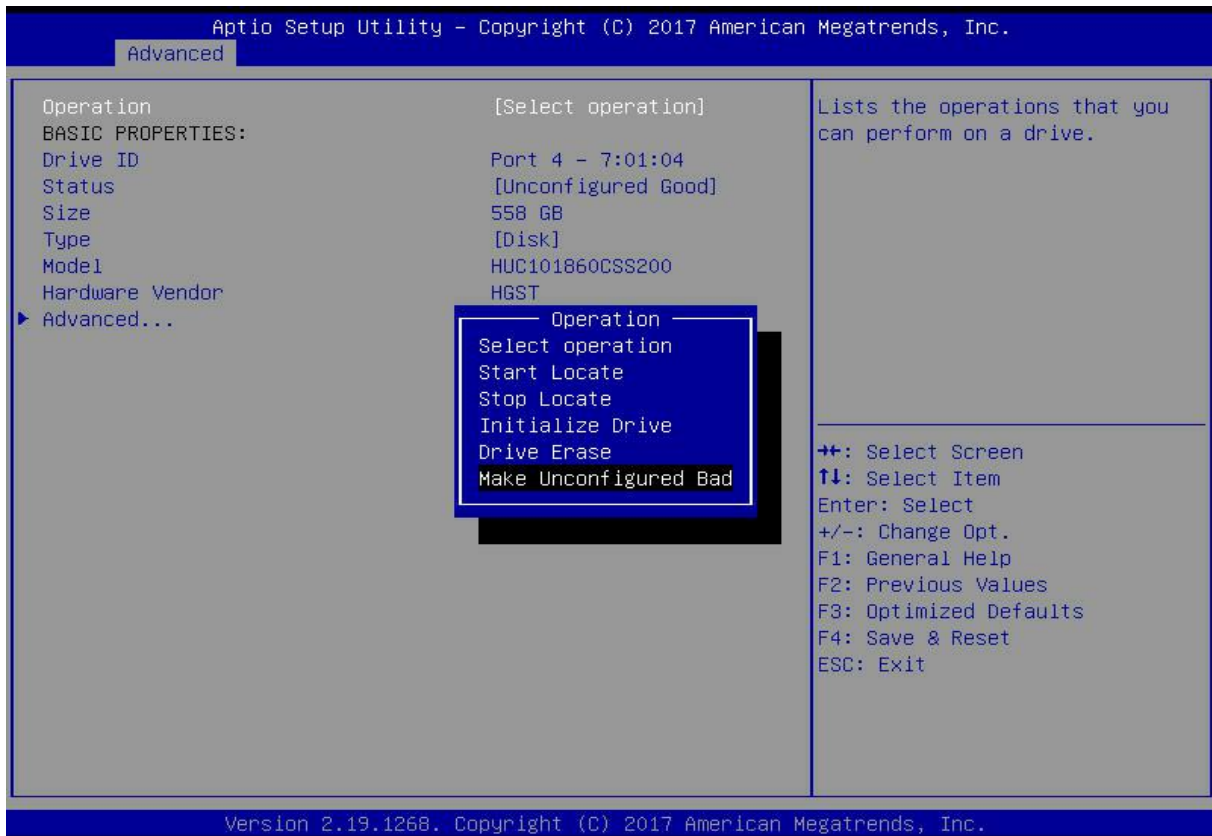 Aptio Setup Utility – Copyright (C) 2017 American Megatrends, Inc.
Advanced
Operation [Select operation]
BASIC PROPERTIES:
Drive ID Port 4 – 7:01:04
Status [Unconfigured Good]
Size 558 GB
Type [Disk]
Model HUC101860CSS200
Hardware Vendor HGST
▶ Advanced...
Operation
Select operation
Start Locate
Stop Locate
Initialize Drive
Drive Erase
Make Unconfigured Bad
Lists the operations that you
can perform on a drive.
→←: Select Screen
↑↓: Select Item
Enter: Select
+/-: Change Opt.
F1: General Help
F2: Previous Values
F3: Optimized Defaults
F4: Save & Reset
ESC: Exit
Version 2.19.1268. Copyright (C) 2017 American Megatrends, Inc.